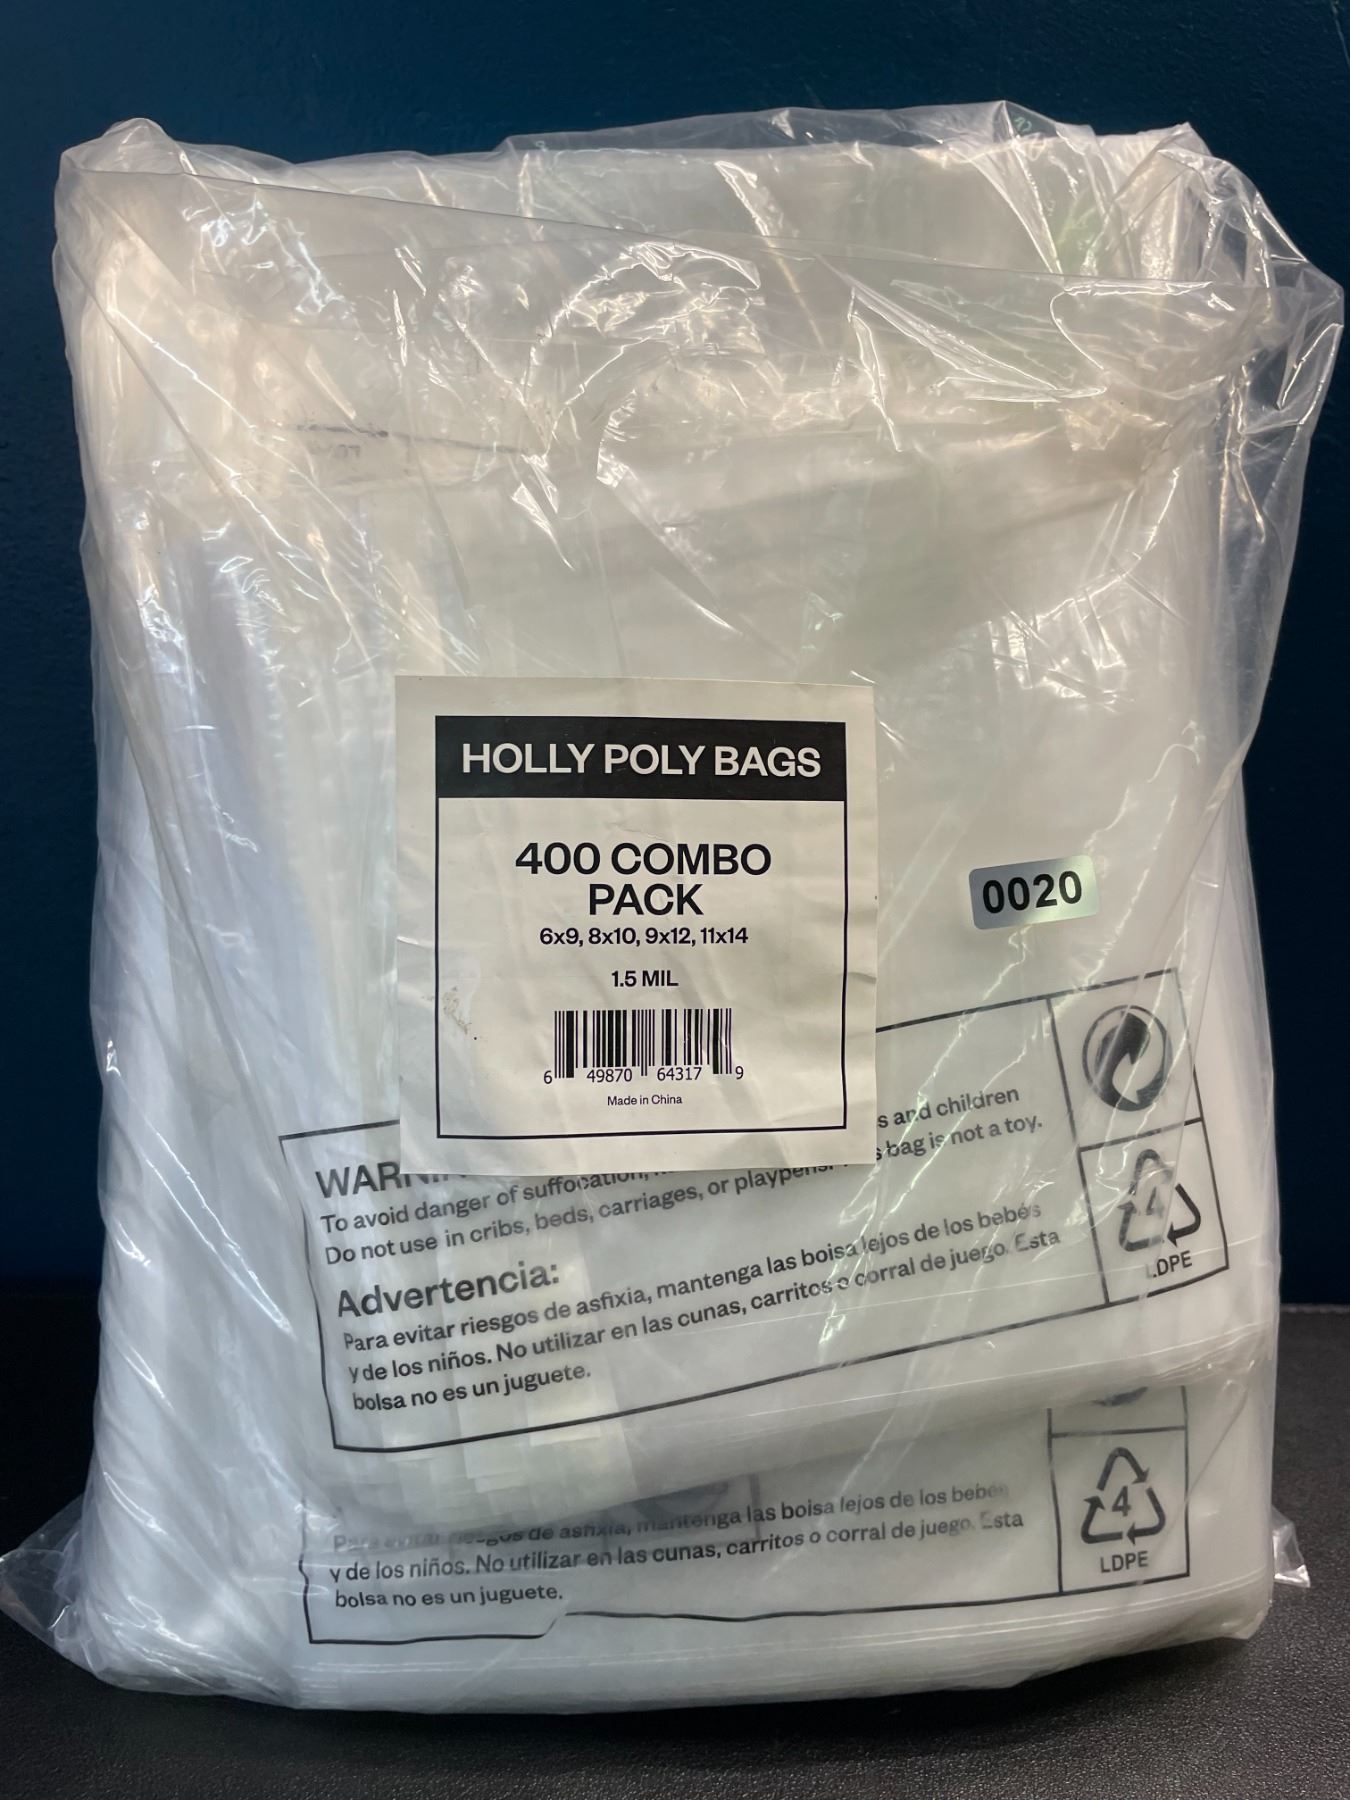 HOLLY POLY BAGS
400 COMBO
PACK
6x9, 8x10, 9x12, 11x14
1.5 MIL
6 49870 64317 9
Made in China
0020
To avoid danger of suffocation,
and children
Do not use in cribs, beds, carriages, or playpens.
bag is not a toy.
Advertencia:
Para evitar riesgos de asfixia, mantenga las boisa lejos de los bebés
y de los niños. No utilizar en las cunas, carritos o corral de juego. Esta
bolsa no es un juguete.
4
LDPE
Para evitar riesgos de asfixia, mantenga las boisa lejos de los bebés
y de los niños. No utilizar en las cunas, carritos o corral de juego. Esta
bolsa no es un juguete.
4
LDPE